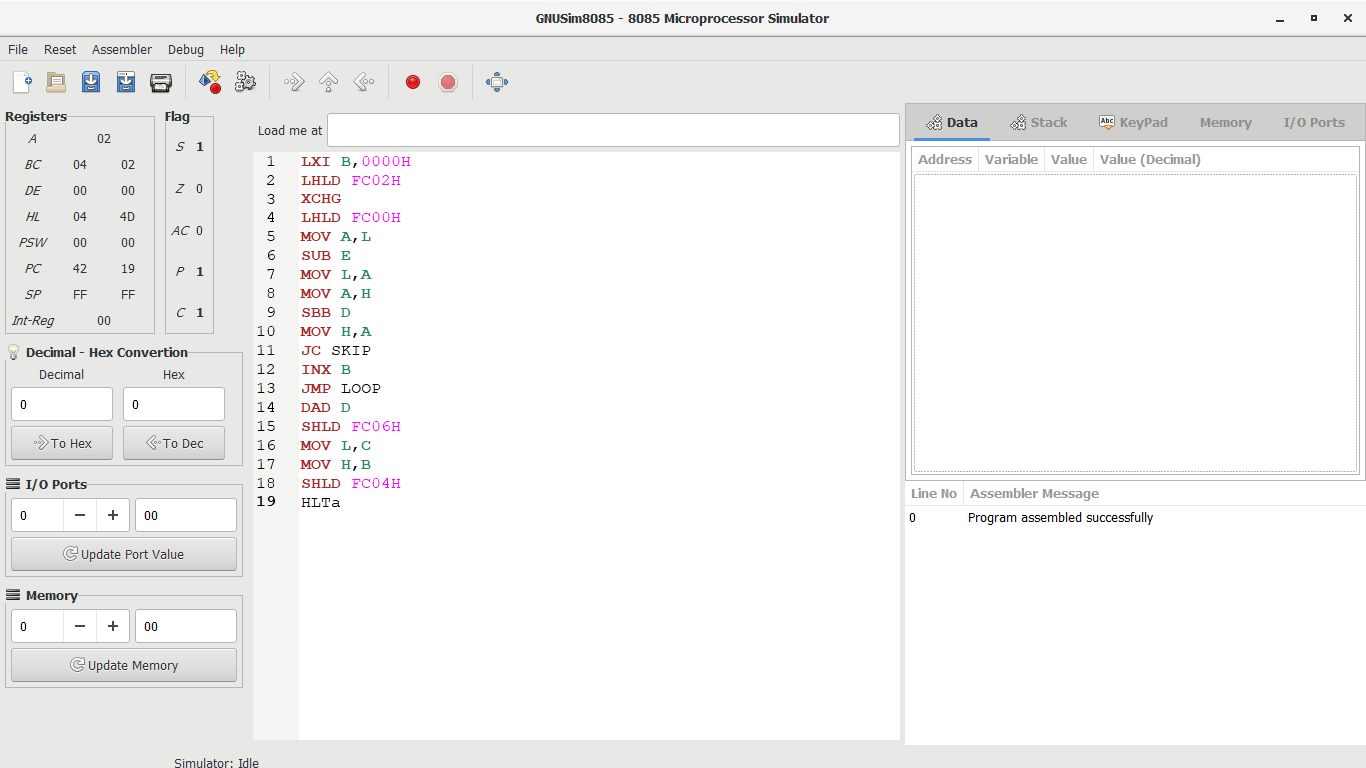 GNUSim8085 - 8085 Microprocessor Simulator
File Reset Assembler Debug Help
Registers
A 02
BC 04 02
DE 00 00
HL 04 4D
PSW 00 00
PC 42 19
SP FF FF
Int-Reg 00
Flag
S 1
Z 0
AC 0
P 1
C 1
Decimal - Hex Convertion
Decimal Hex
0 0
To Hex To Dec
I/O Ports
0 − + 00
Update Port Value
Memory
0 − + 00
Update Memory
Load me at
1 LXI B,0000H
2 LHLD FC02H
3 XCHG
4 LHLD FC00H
5 MOV A,L
6 SUB E
7 MOV L,A
8 MOV A,H
9 SBB D
10 MOV H,A
11 JC SKIP
12 INX B
13 JMP LOOP
14 DAD D
15 SHLD FC06H
16 MOV L,C
17 MOV H,B
18 SHLD FC04H
19 HLTa
Data Stack Abc KeyPad Memory I/O Ports
Address Variable Value Value (Decimal)
Line No Assembler Message
0 Program assembled successfully
Simulator: Idle